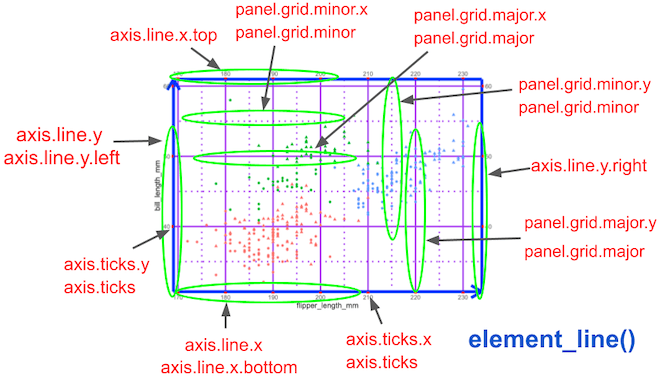 panel.grid.minor.x
panel.grid.minor
panel.grid.major.x
panel.grid.major
axis.line.x.top
180 190 200 210 220 230
panel.grid.minor.y
panel.grid.minor
axis.line.y
axis.line.y.left
axis.line.y.right
bill_length_mm
panel.grid.major.y
panel.grid.major
axis.ticks.y
axis.ticks
180 190 200 210 220 230
flipper_length_mm
axis.line.x
axis.line.x.bottom
axis.ticks.x
axis.ticks
element_line()